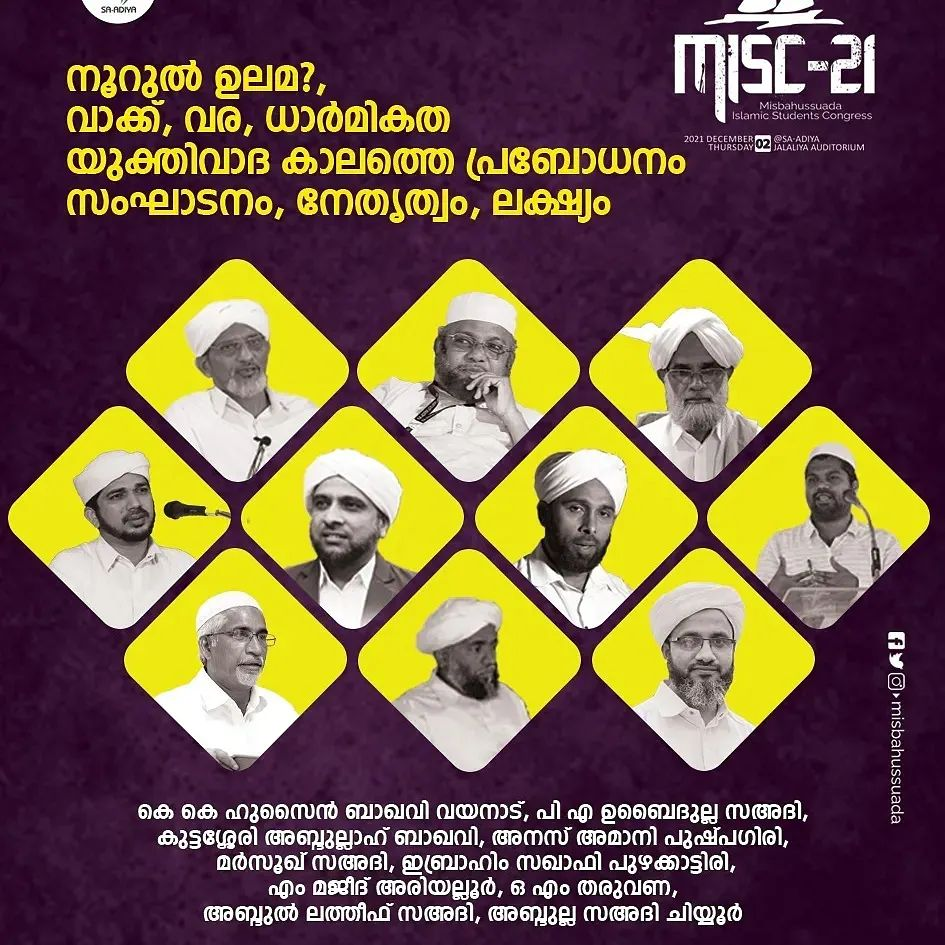 SA-ADIYA
നൂറുൽ ഉലമ?,
വാക്ക്, വര, ധാർമികത
യുക്തിവാദ കാലത്തെ പ്രബോധനം
സംഘാടനം, നേതൃത്വം, ലക്ഷ്യം
MISC-21
Misbahussuada
Islamic Students Congress
2021 DECEMBER
THURSDAY 02
@SA-ADIYA
JALALIYA AUDITORIUM
misbahussuada
കെ കെ ഹുസൈൻ ബാഖവി വയനാട്, പി എ ഉബൈദുല്ല സഅദി,
കുട്ടശ്ശേരി അബ്ദുല്ലാഹ് ബാഖവി, അനസ് അമാനി പുഷ്പഗിരി,
മർസൂഖ് സഅദി, ഇബ്രാഹിം സഖാഫി പുഴക്കാട്ടിരി,
എം മജീദ് അരിയല്ലൂർ, ഒ എം തരുവണ,
അബ്ദുൽ ലത്തീഫ് സഅദി, അബ്ദുല്ല സഅദി ചിയ്യൂർ